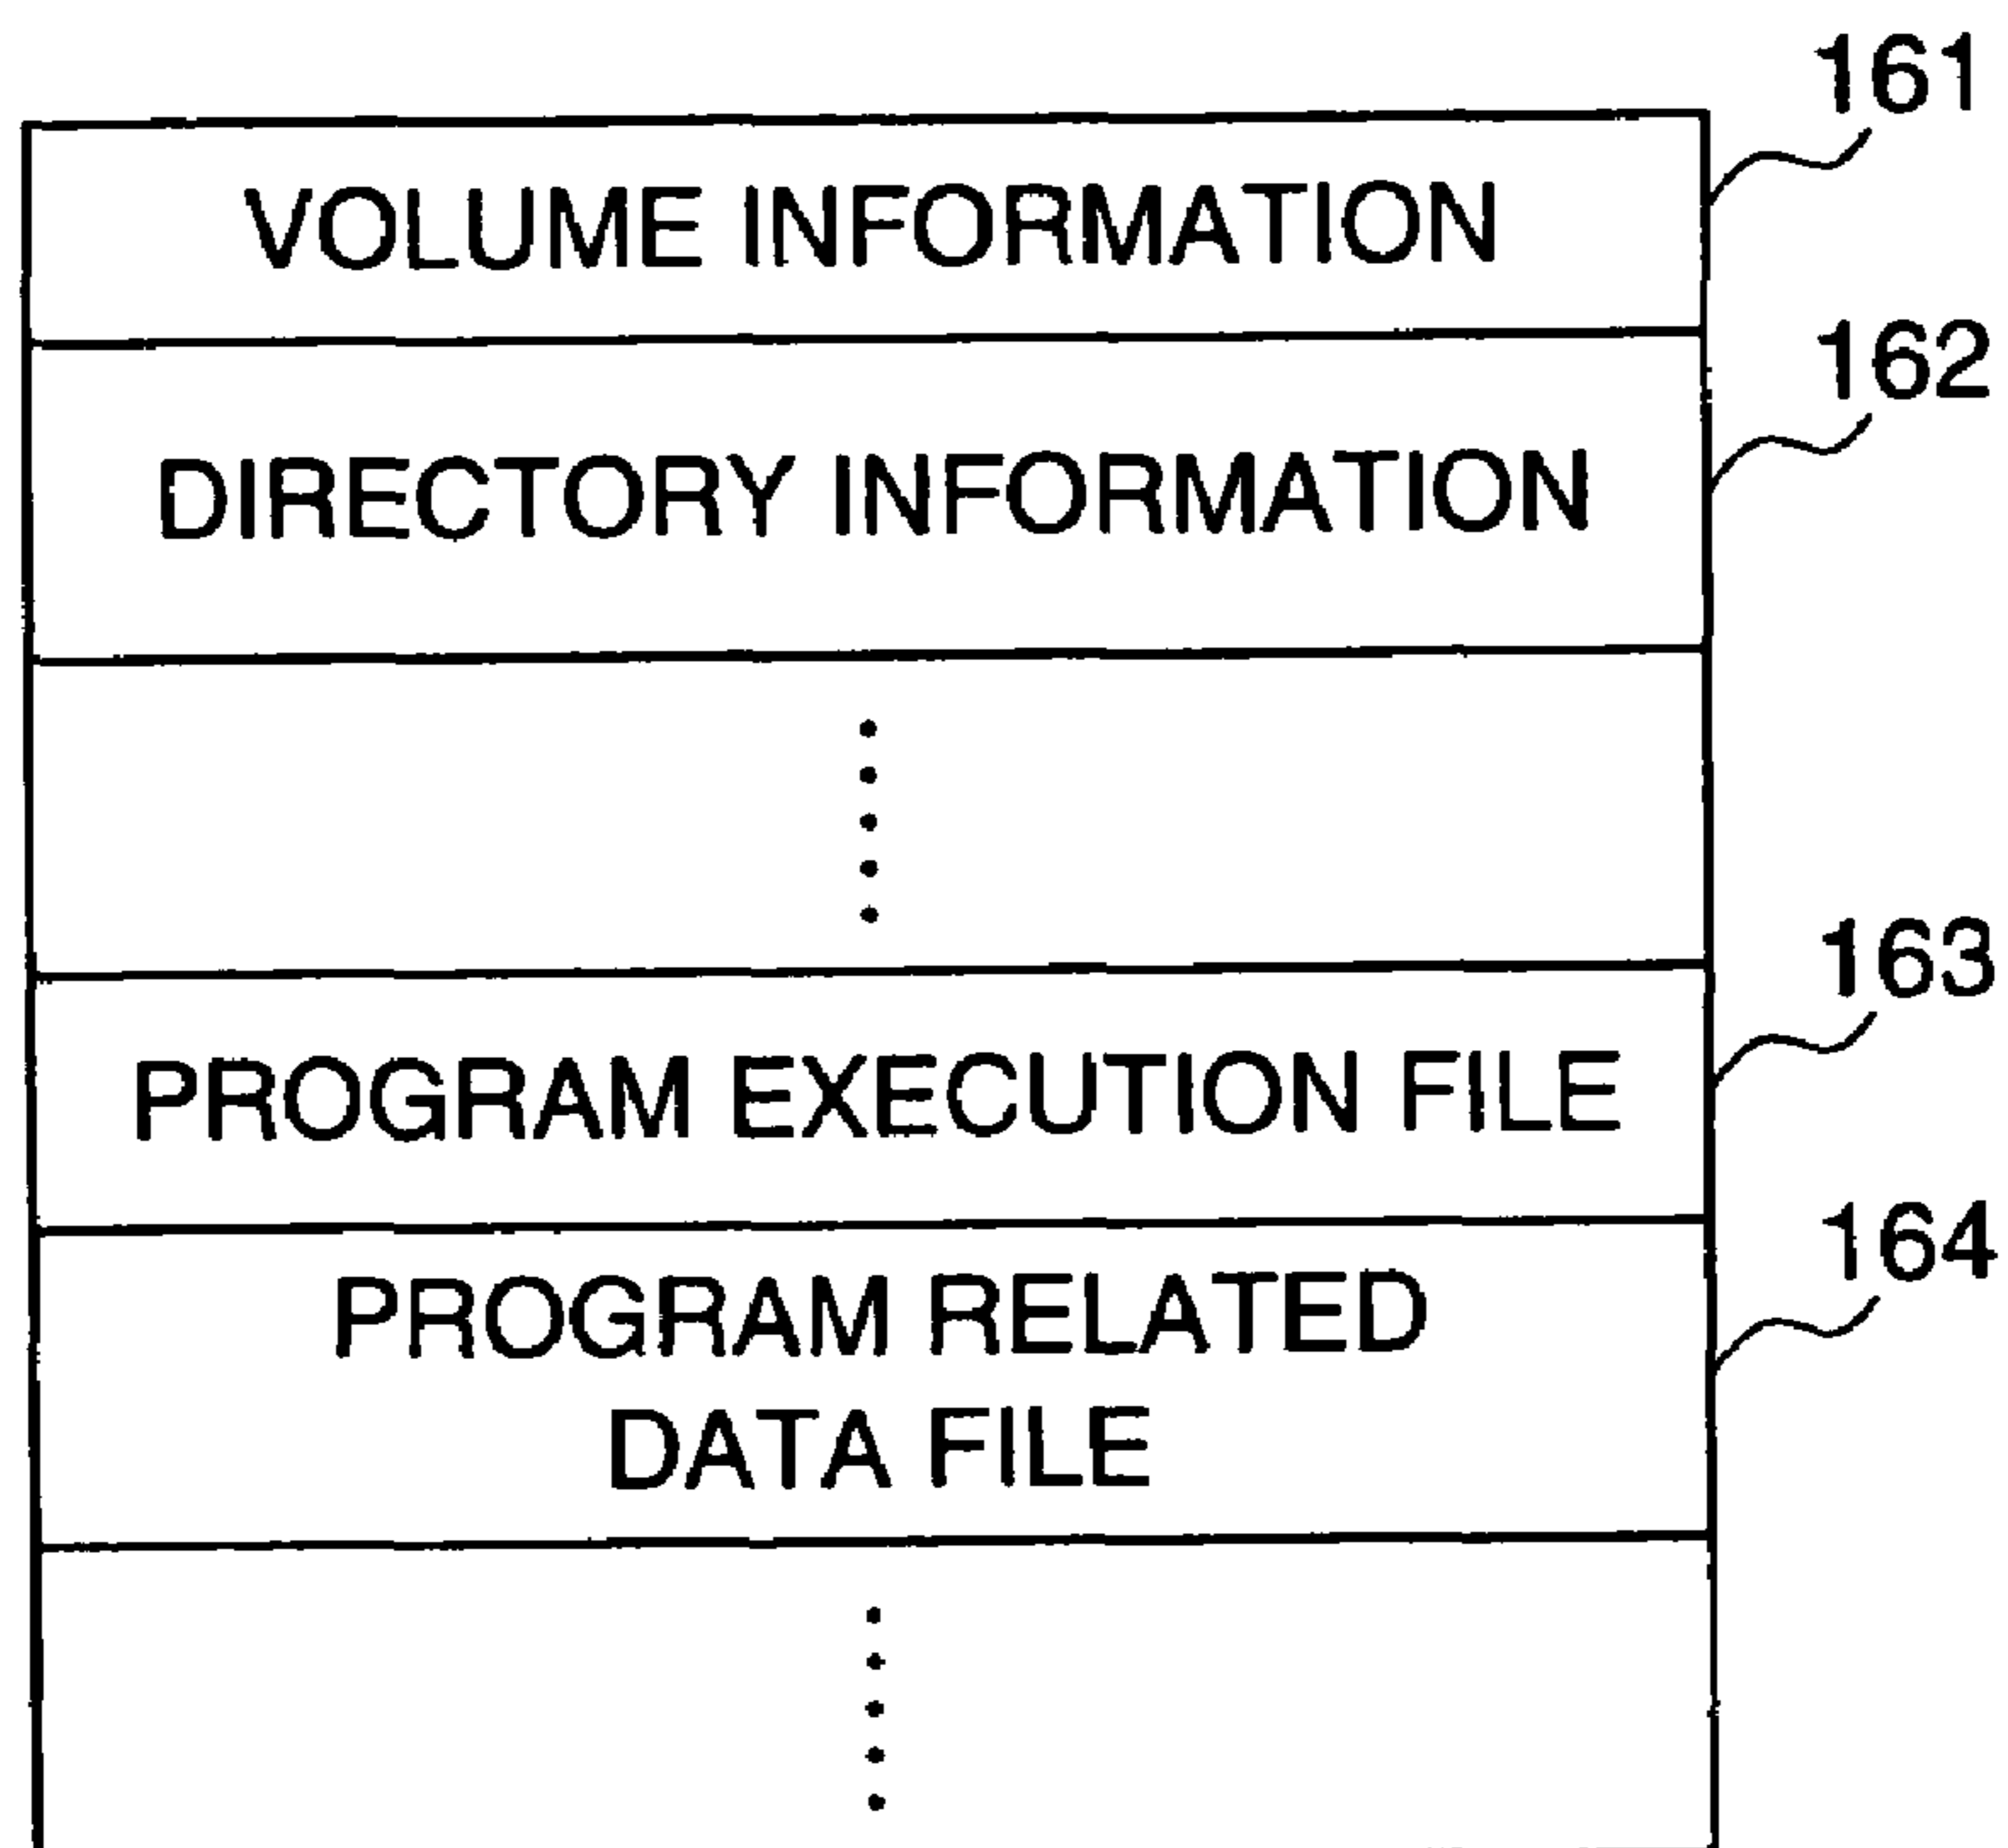 161
VOLUME INFORMATION
162
DIRECTORY INFORMATION
163
PROGRAM EXECUTION FILE
164
PROGRAM RELATED
DATA FILE